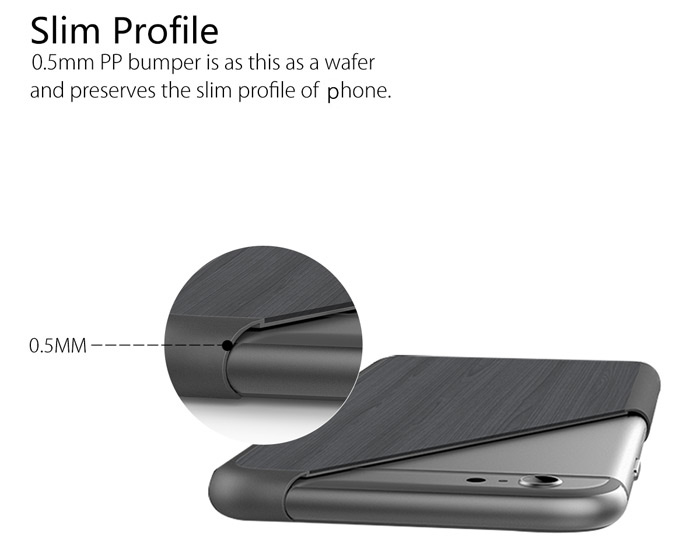 Slim Profile
0.5mm PP bumper is as this as a wafer
and preserves the slim profile of phone.
0.5MM